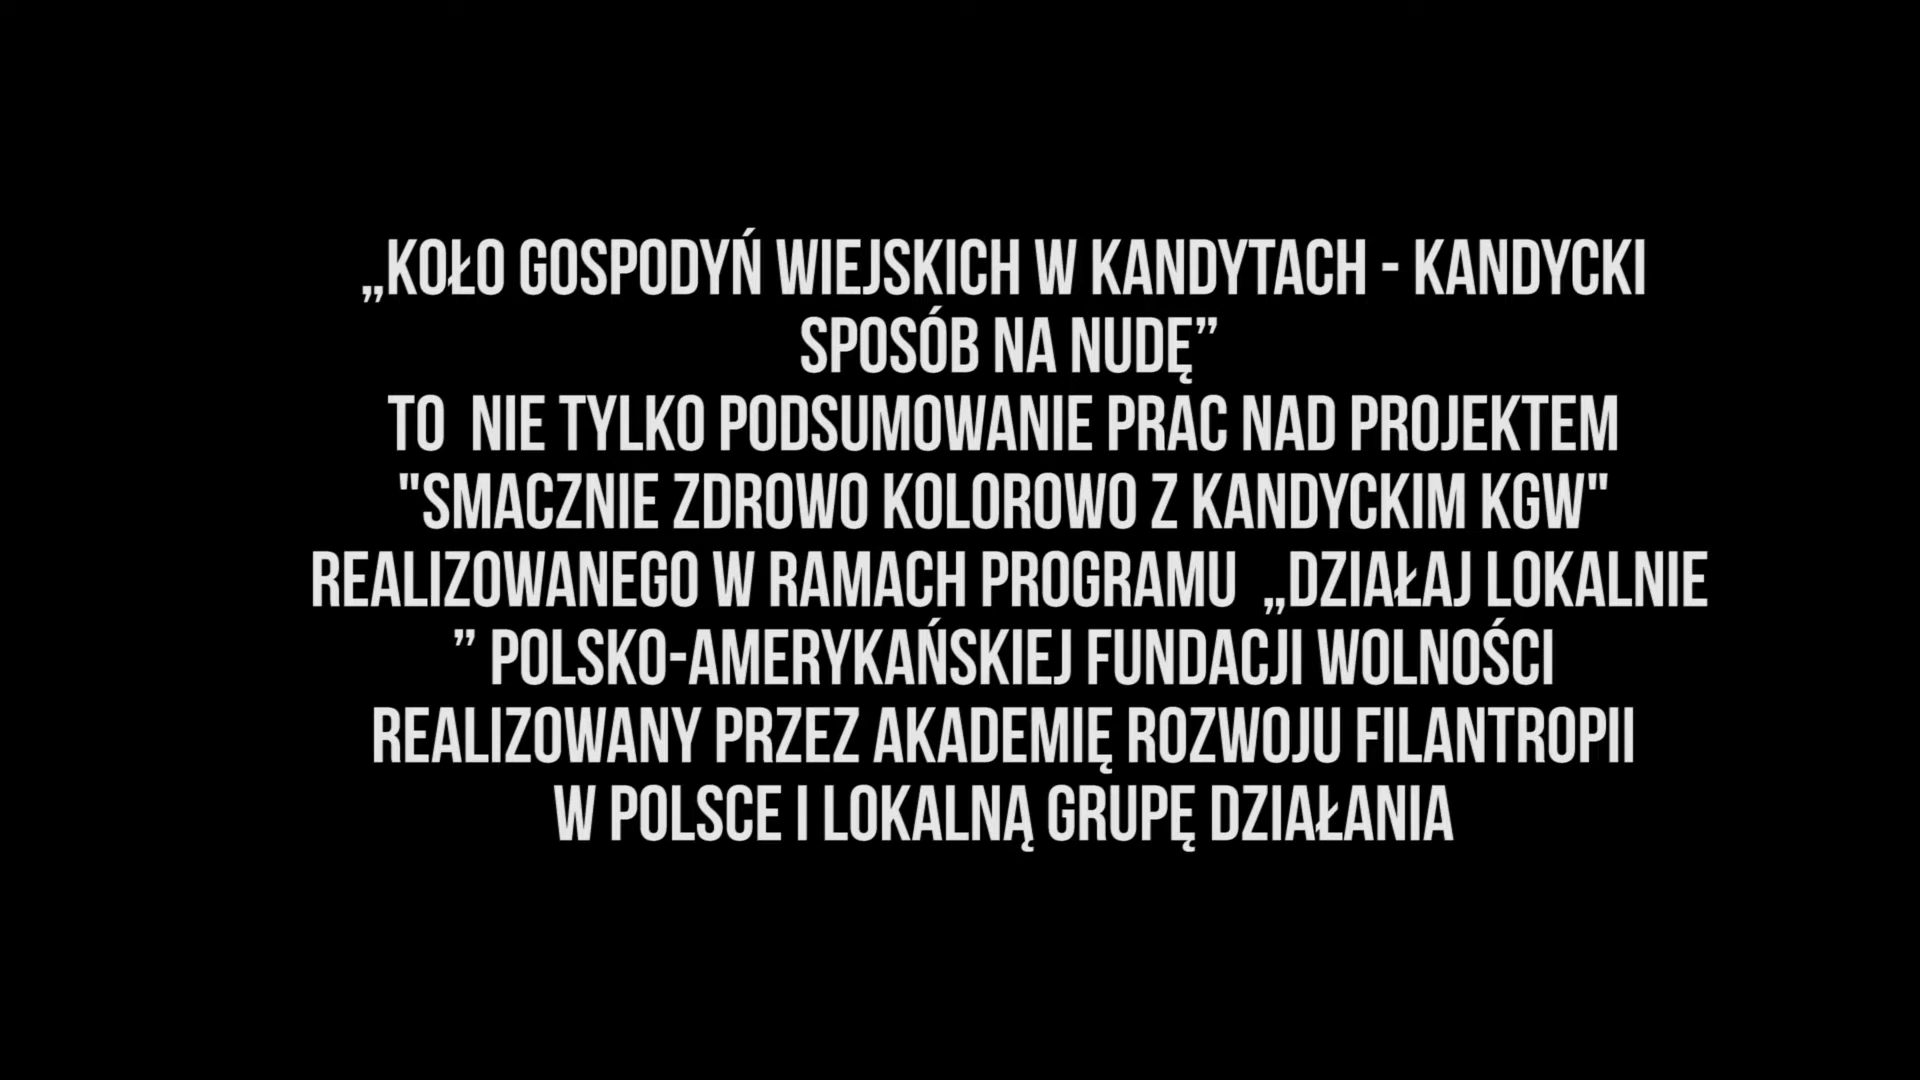 „KOŁO GOSPODYŃ WIEJSKICH W KANDYTACH - KANDYCKI
SPOSÓB NA NUDĘ”
TO  NIE TYLKO PODSUMOWANIE PRAC NAD PROJEKTEM
"SMACZNIE ZDROWO KOLOROWO Z KANDYCKIM KGW"
REALIZOWANEGO W RAMACH PROGRAMU  „DZIAŁAJ LOKALNIE
” POLSKO-AMERYKAŃSKIEJ FUNDACJI WOLNOŚCI
REALIZOWANY PRZEZ AKADEMIĘ ROZWOJU FILANTROPII
W POLSCE I LOKALNĄ GRUPĘ DZIAŁANIA